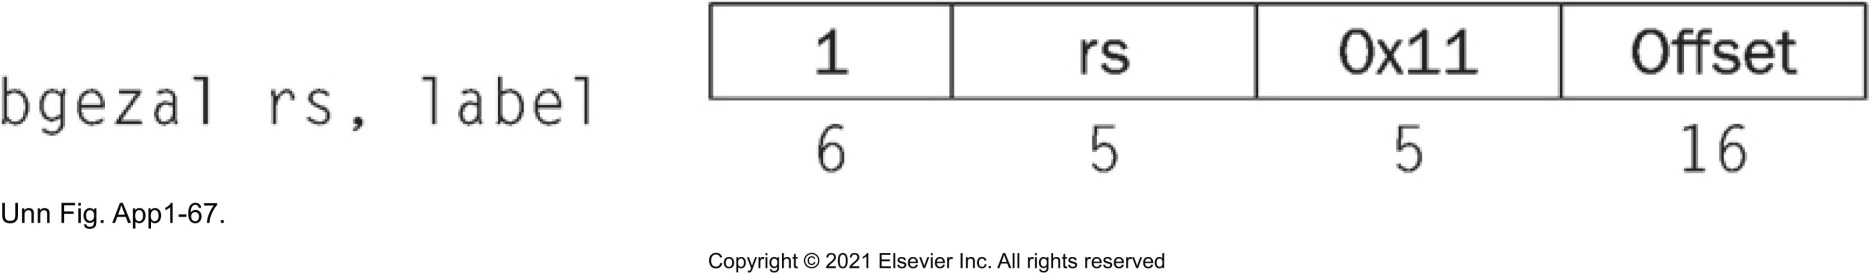 1 rs 0x11 Offset
bgezal rs, label
6 5 5 16
Unn Fig. App1-67.
Copyright © 2021 Elsevier Inc. All rights reserved